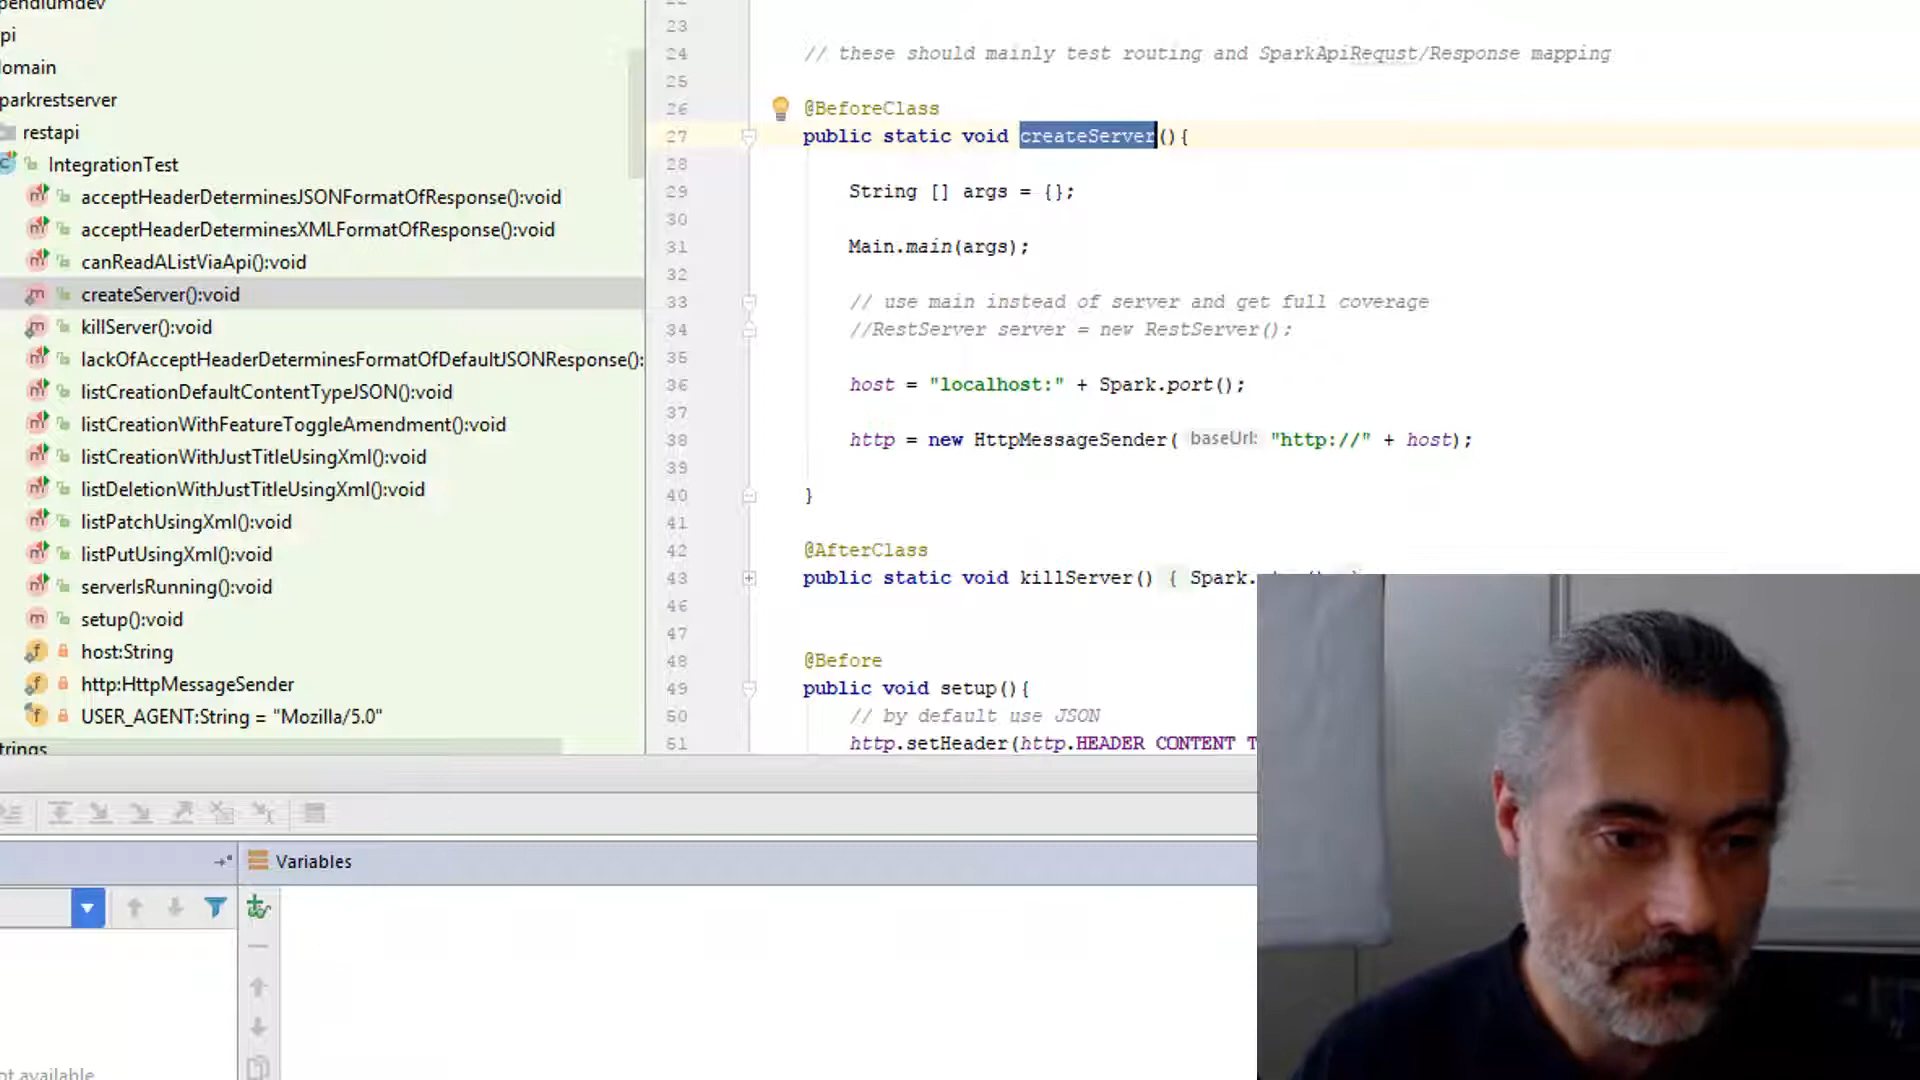 pendiumdev
pi
omain
parkrestserver
restapi
IntegrationTest
acceptHeaderDeterminesJSONFormatOfResponse():void
acceptHeaderDeterminesXMLFormatOfResponse():void
canReadAListViaApi():void
createServer():void
killServer():void
lackOfAcceptHeaderDeterminesFormatOfDefaultJSONResponse():
listCreationDefaultContentTypeJSON():void
listCreationWithFeatureToggleAmendment():void
listCreationWithJustTitleUsingXml():void
listDeletionWithJustTitleUsingXml():void
listPatchUsingXml():void
listPutUsingXml():void
serverIsRunning():void
setup():void
host:String
http:HttpMessageSender
USER_AGENT:String = "Mozilla/5.0"
trings
22
23
24 // these should mainly test routing and SparkApiRequst/Response mapping
25
26 @BeforeClass
27 public static void createServer(){
28
29 String [] args = {};
30
31 Main.main(args);
32
33 // use main instead of server and get full coverage
34 //RestServer server = new RestServer();
35
36 host = "localhost:" + Spark.port();
37
38 http = new HttpMessageSender( baseUrl: "http://" + host);
39
40 }
41
42 @AfterClass
43 public static void killServer() { Spark.
46
47
48 @Before
49 public void setup(){
50 // by default use JSON
51 http.setHeader(http.HEADER_CONTENT_T
Variables
ot available